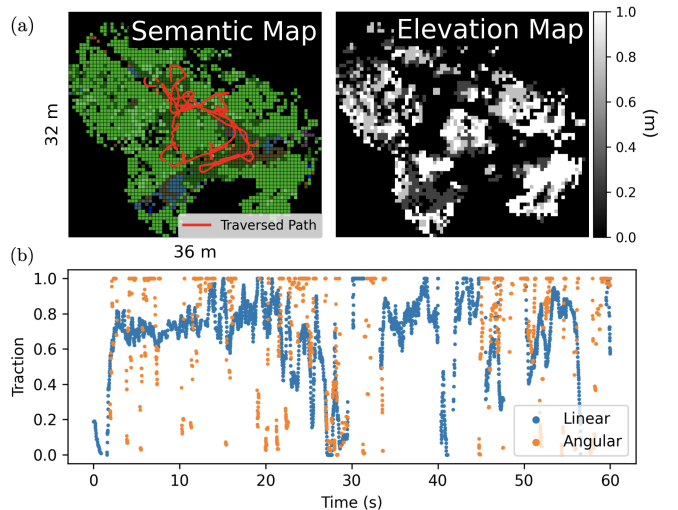 (a)
Semantic Map
Elevation Map
32 m
36 m
Traversed Path
1.0
0.8
0.6
0.4
0.2
0.0
(m)
(b)
1.0
0.8
0.6
0.4
0.2
0.0
Traction
Linear
Angular
0 10 20 30 40 50 60
Time (s)